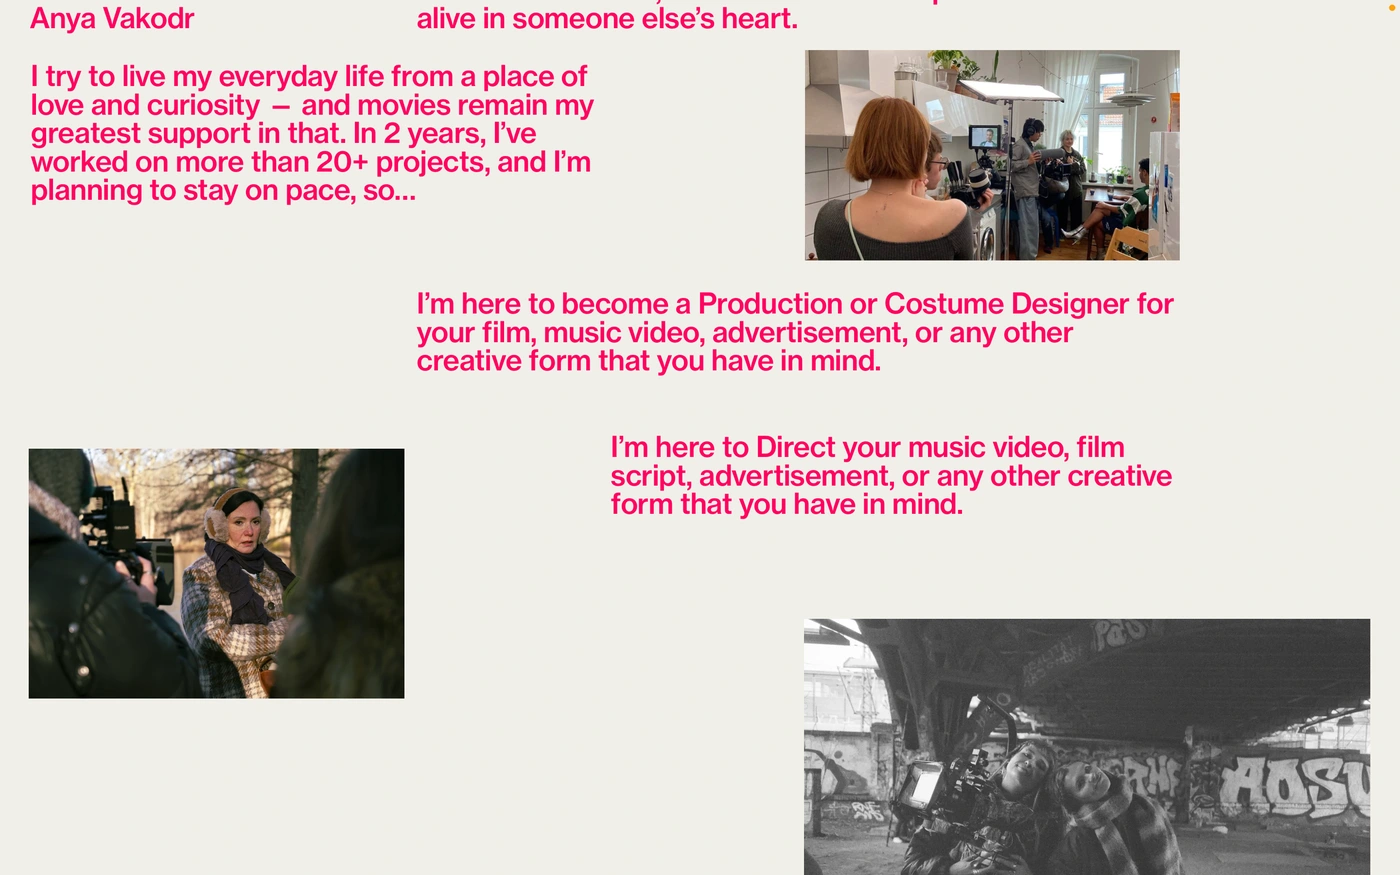 Anya Vakodr
alive in someone else’s heart.
I try to live my everyday life from a place of
love and curiosity — and movies remain my
greatest support in that. In 2 years, I’ve
worked on more than 20+ projects, and I’m
planning to stay on pace, so...
I’m here to become a Production or Costume Designer for
your film, music video, advertisement, or any other
creative form that you have in mind.
I’m here to Direct your music video, film
script, advertisement, or any other creative
form that you have in mind.